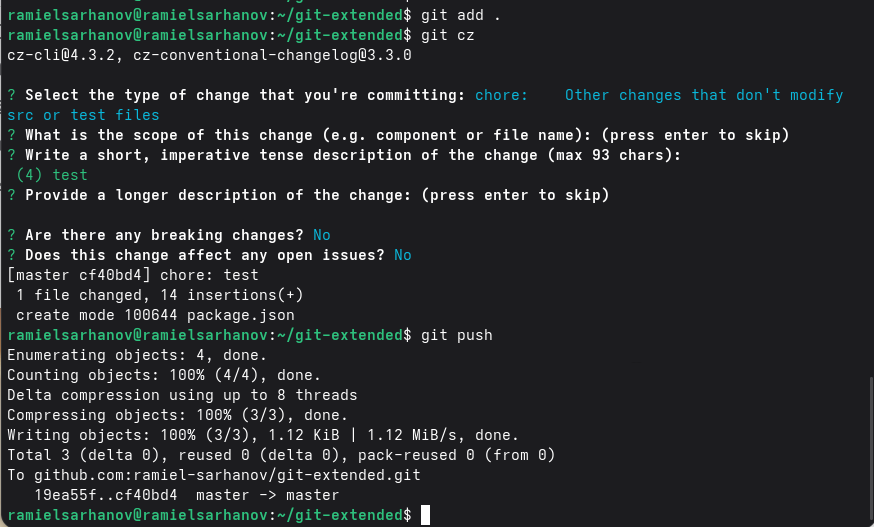 ramielsarhanov@ramielsarhanov:~/git-extended$ git add .
ramielsarhanov@ramielsarhanov:~/git-extended$ git cz
cz-cli@4.3.2, cz-conventional-changelog@3.3.0
? Select the type of change that you're committing: chore:    Other changes that don't modify
src or test files
? What is the scope of this change (e.g. component or file name): (press enter to skip)
? Write a short, imperative tense description of the change (max 93 chars):
 (4) test
? Provide a longer description of the change: (press enter to skip)
? Are there any breaking changes? No
? Does this change affect any open issues? No
[master cf40bd4] chore: test
 1 file changed, 14 insertions(+)
 create mode 100644 package.json
ramielsarhanov@ramielsarhanov:~/git-extended$ git push
Enumerating objects: 4, done.
Counting objects: 100% (4/4), done.
Delta compression using up to 8 threads
Compressing objects: 100% (3/3), done.
Writing objects: 100% (3/3), 1.12 KiB | 1.12 MiB/s, done.
Total 3 (delta 0), reused 0 (delta 0), pack-reused 0 (from 0)
To github.com:ramiel-sarhanov/git-extended.git
   19ea55f..cf40bd4  master -> master
ramielsarhanov@ramielsarhanov:~/git-extended$